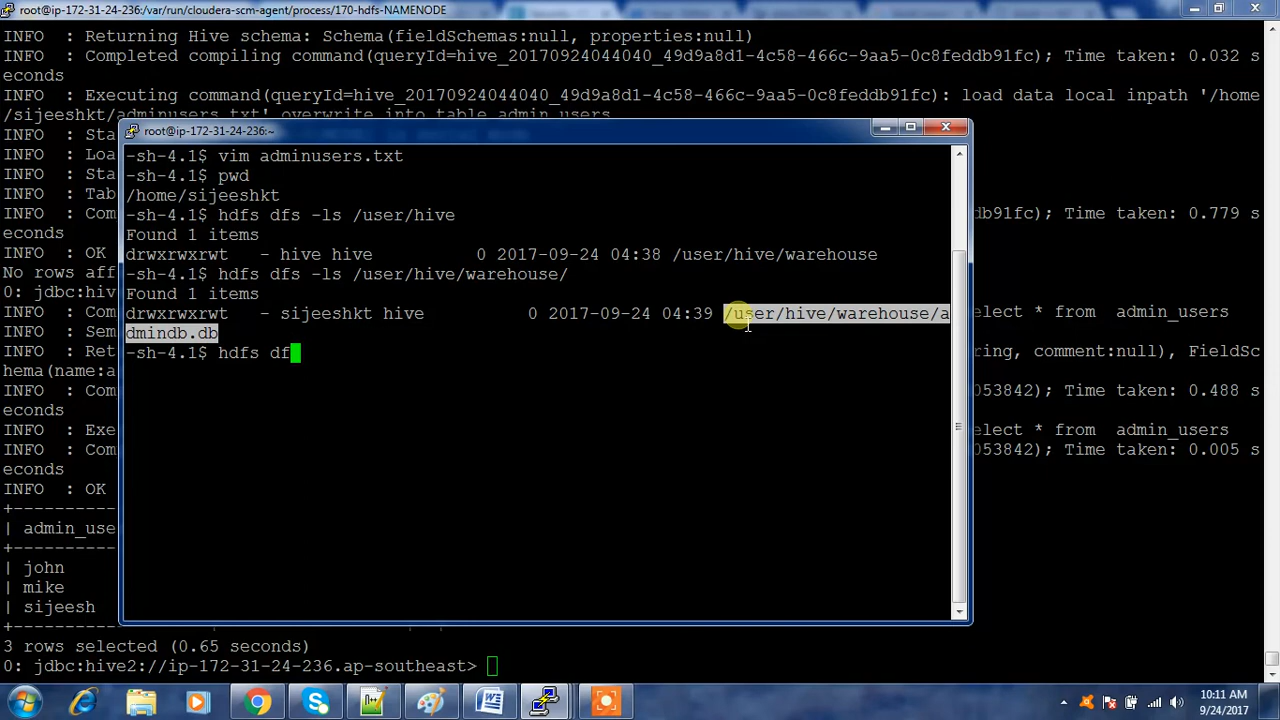 root@ip-172-31-24-236:/var/run/cloudera-scm-agent/process/170-hdfs-NAMENODE
INFO  : Returning Hive schema: Schema(fieldSchemas:null, properties:null)
INFO  : Completed compiling command(queryId=hive_20170924044040_49d9a8d1-4c58-466c-9aa5-0c8feddb91fc); Time taken: 0.032 s
econds
INFO  : Executing command(queryId=hive_20170924044040_49d9a8d1-4c58-466c-9aa5-0c8feddb91fc): load data local inpath '/home
/sijeeshkt/adminusers.txt' overwrite into table admin_users
INFO  : Sta
INFO  : Loa
INFO  : Sta
INFO  : Tab
INFO  : Com db91fc); Time taken: 0.779 s
econds
INFO  : OK
No rows aff
0: jdbc:hiv
INFO  : Com elect * from  admin_users
INFO  : Sem
INFO  : Ret ring, comment:null), FieldSc
hema(name:a
INFO  : Com 053842); Time taken: 0.488 s
econds
INFO  : Exe elect * from  admin_users
INFO  : Com 053842); Time taken: 0.005 s
econds
INFO  : OK
+-----------
| admin_use
+-----------
| john
| mike
| sijeesh
+-----------
3 rows selected (0.65 seconds)
0: jdbc:hive2://ip-172-31-24-236.ap-southeast>
root@ip-172-31-24-236:~
-sh-4.1$ vim adminusers.txt
-sh-4.1$ pwd
/home/sijeeshkt
-sh-4.1$ hdfs dfs -ls /user/hive
Found 1 items
drwxrwxrwt   - hive hive          0 2017-09-24 04:38 /user/hive/warehouse
-sh-4.1$ hdfs dfs -ls /user/hive/warehouse/
Found 1 items
drwxrwxrwt   - sijeeshkt hive          0 2017-09-24 04:39 /user/hive/warehouse/a
dmindb.db
-sh-4.1$ hdfs df
10:11 AM
9/24/2017